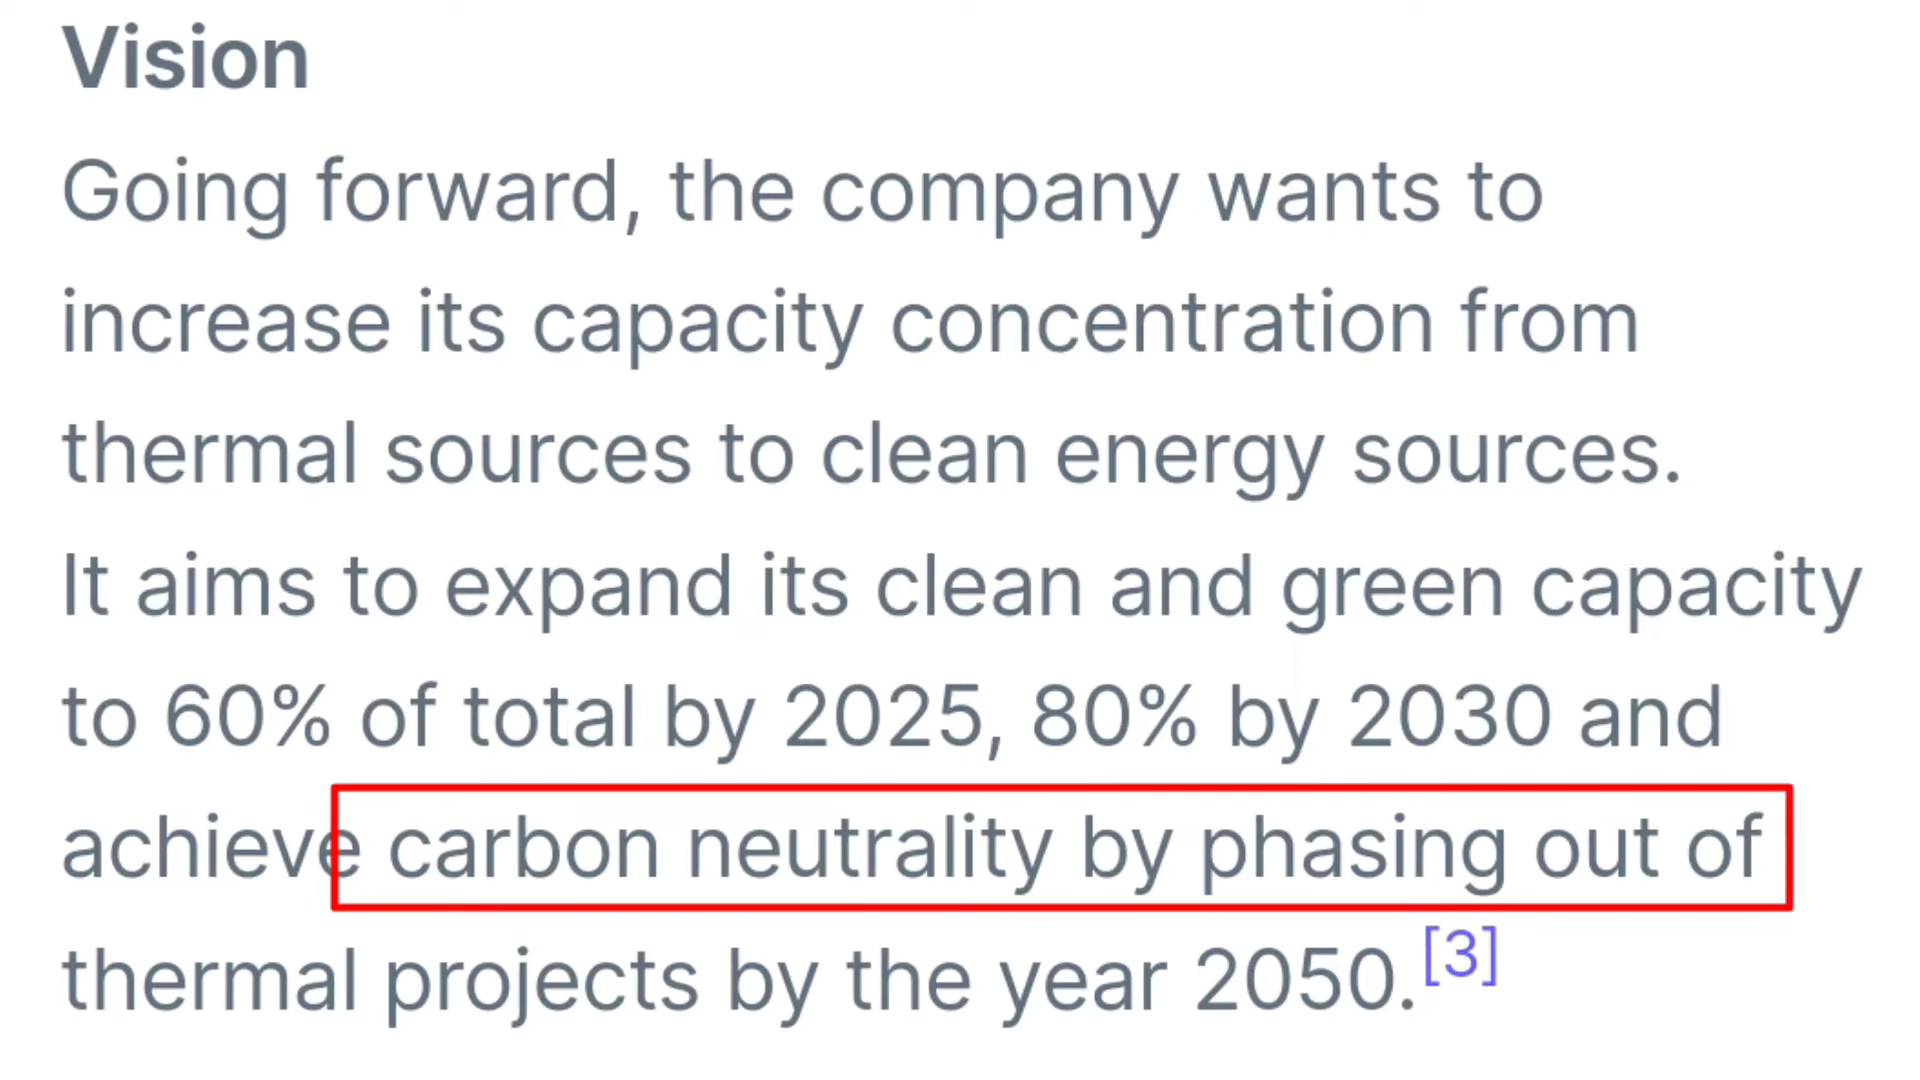 Vision
Going forward, the company wants to
increase its capacity concentration from
thermal sources to clean energy sources.
It aims to expand its clean and green capacity
to 60% of total by 2025, 80% by 2030 and
achieve carbon neutrality by phasing out of
thermal projects by the year 2050.[3]